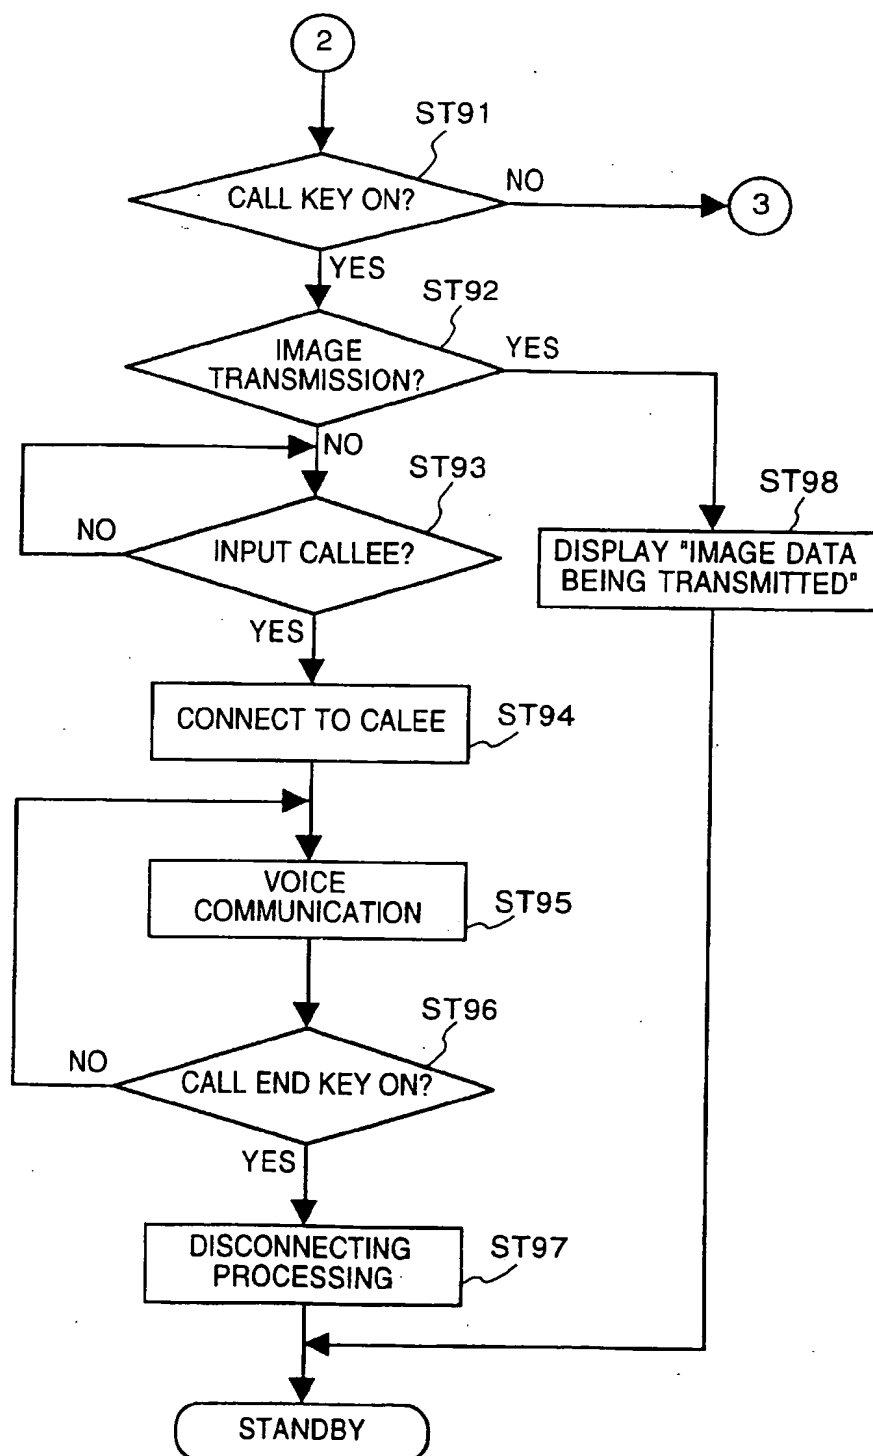 2
ST91
CALL KEY ON?
NO
3
YES
ST92
IMAGE
TRANSMISSION?
YES
NO
ST93
NO
INPUT CALLEE?
ST98
DISPLAY "IMAGE DATA
BEING TRANSMITTED"
YES
CONNECT TO CALEE
ST94
VOICE
COMMUNICATION
ST95
ST96
NO
CALL END KEY ON?
YES
DISCONNECTING
PROCESSING
ST97
STANDBY